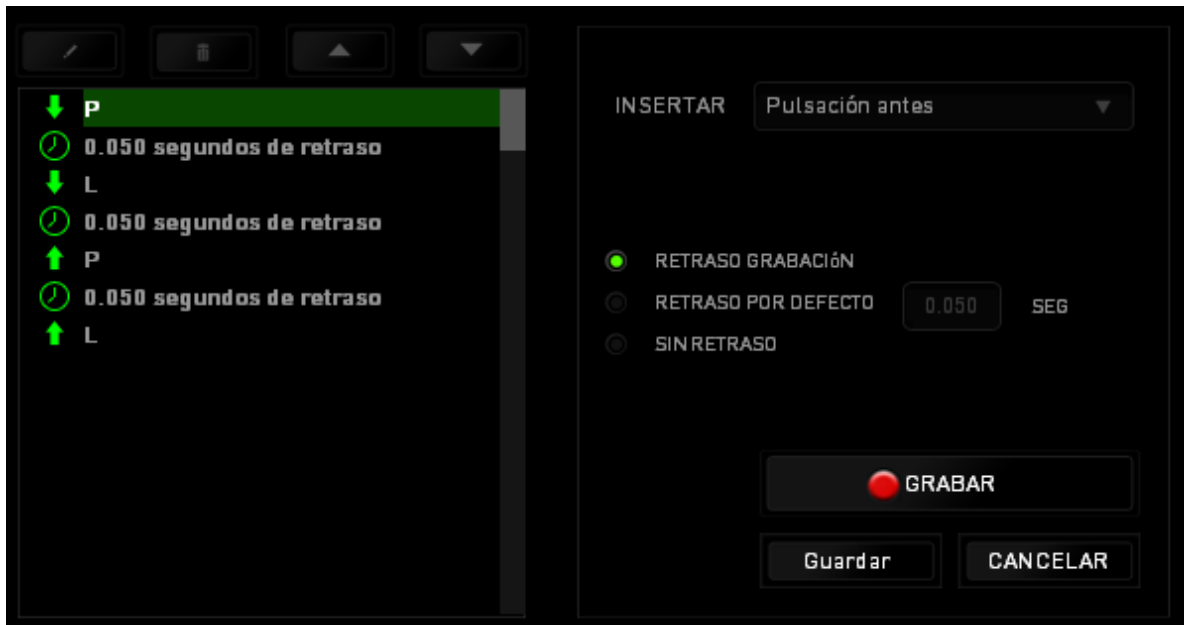 P
0.050 segundos de retraso
L
0.050 segundos de retraso
P
0.050 segundos de retraso
L
INSERTAR Pulsación antes
RETRASO GRABACIóN
RETRASO POR DEFECTO 0.050 SEG
SIN RETRASO
GRABAR
Guardar CANCELAR